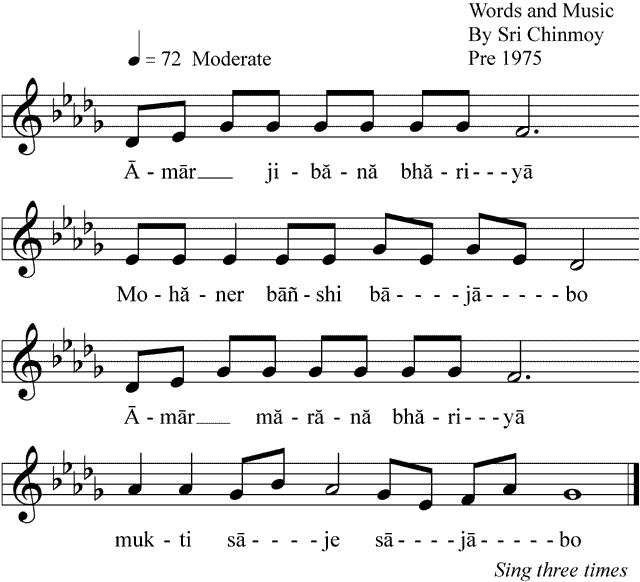 Words and Music
By Sri Chinmoy
= 72 Moderate Pre 1975
Ā - mār___ ji - bă - nă bhă - ri - - - yā
Mo - hă - ner bāñ - shi bā - - - - - jā - - - - - bo
Ā - mār___ mă - ră - nă bhă - ri - - - yā
muk - ti sā - - - - - je sā - - - - jā - - - - - bo
Sing three times